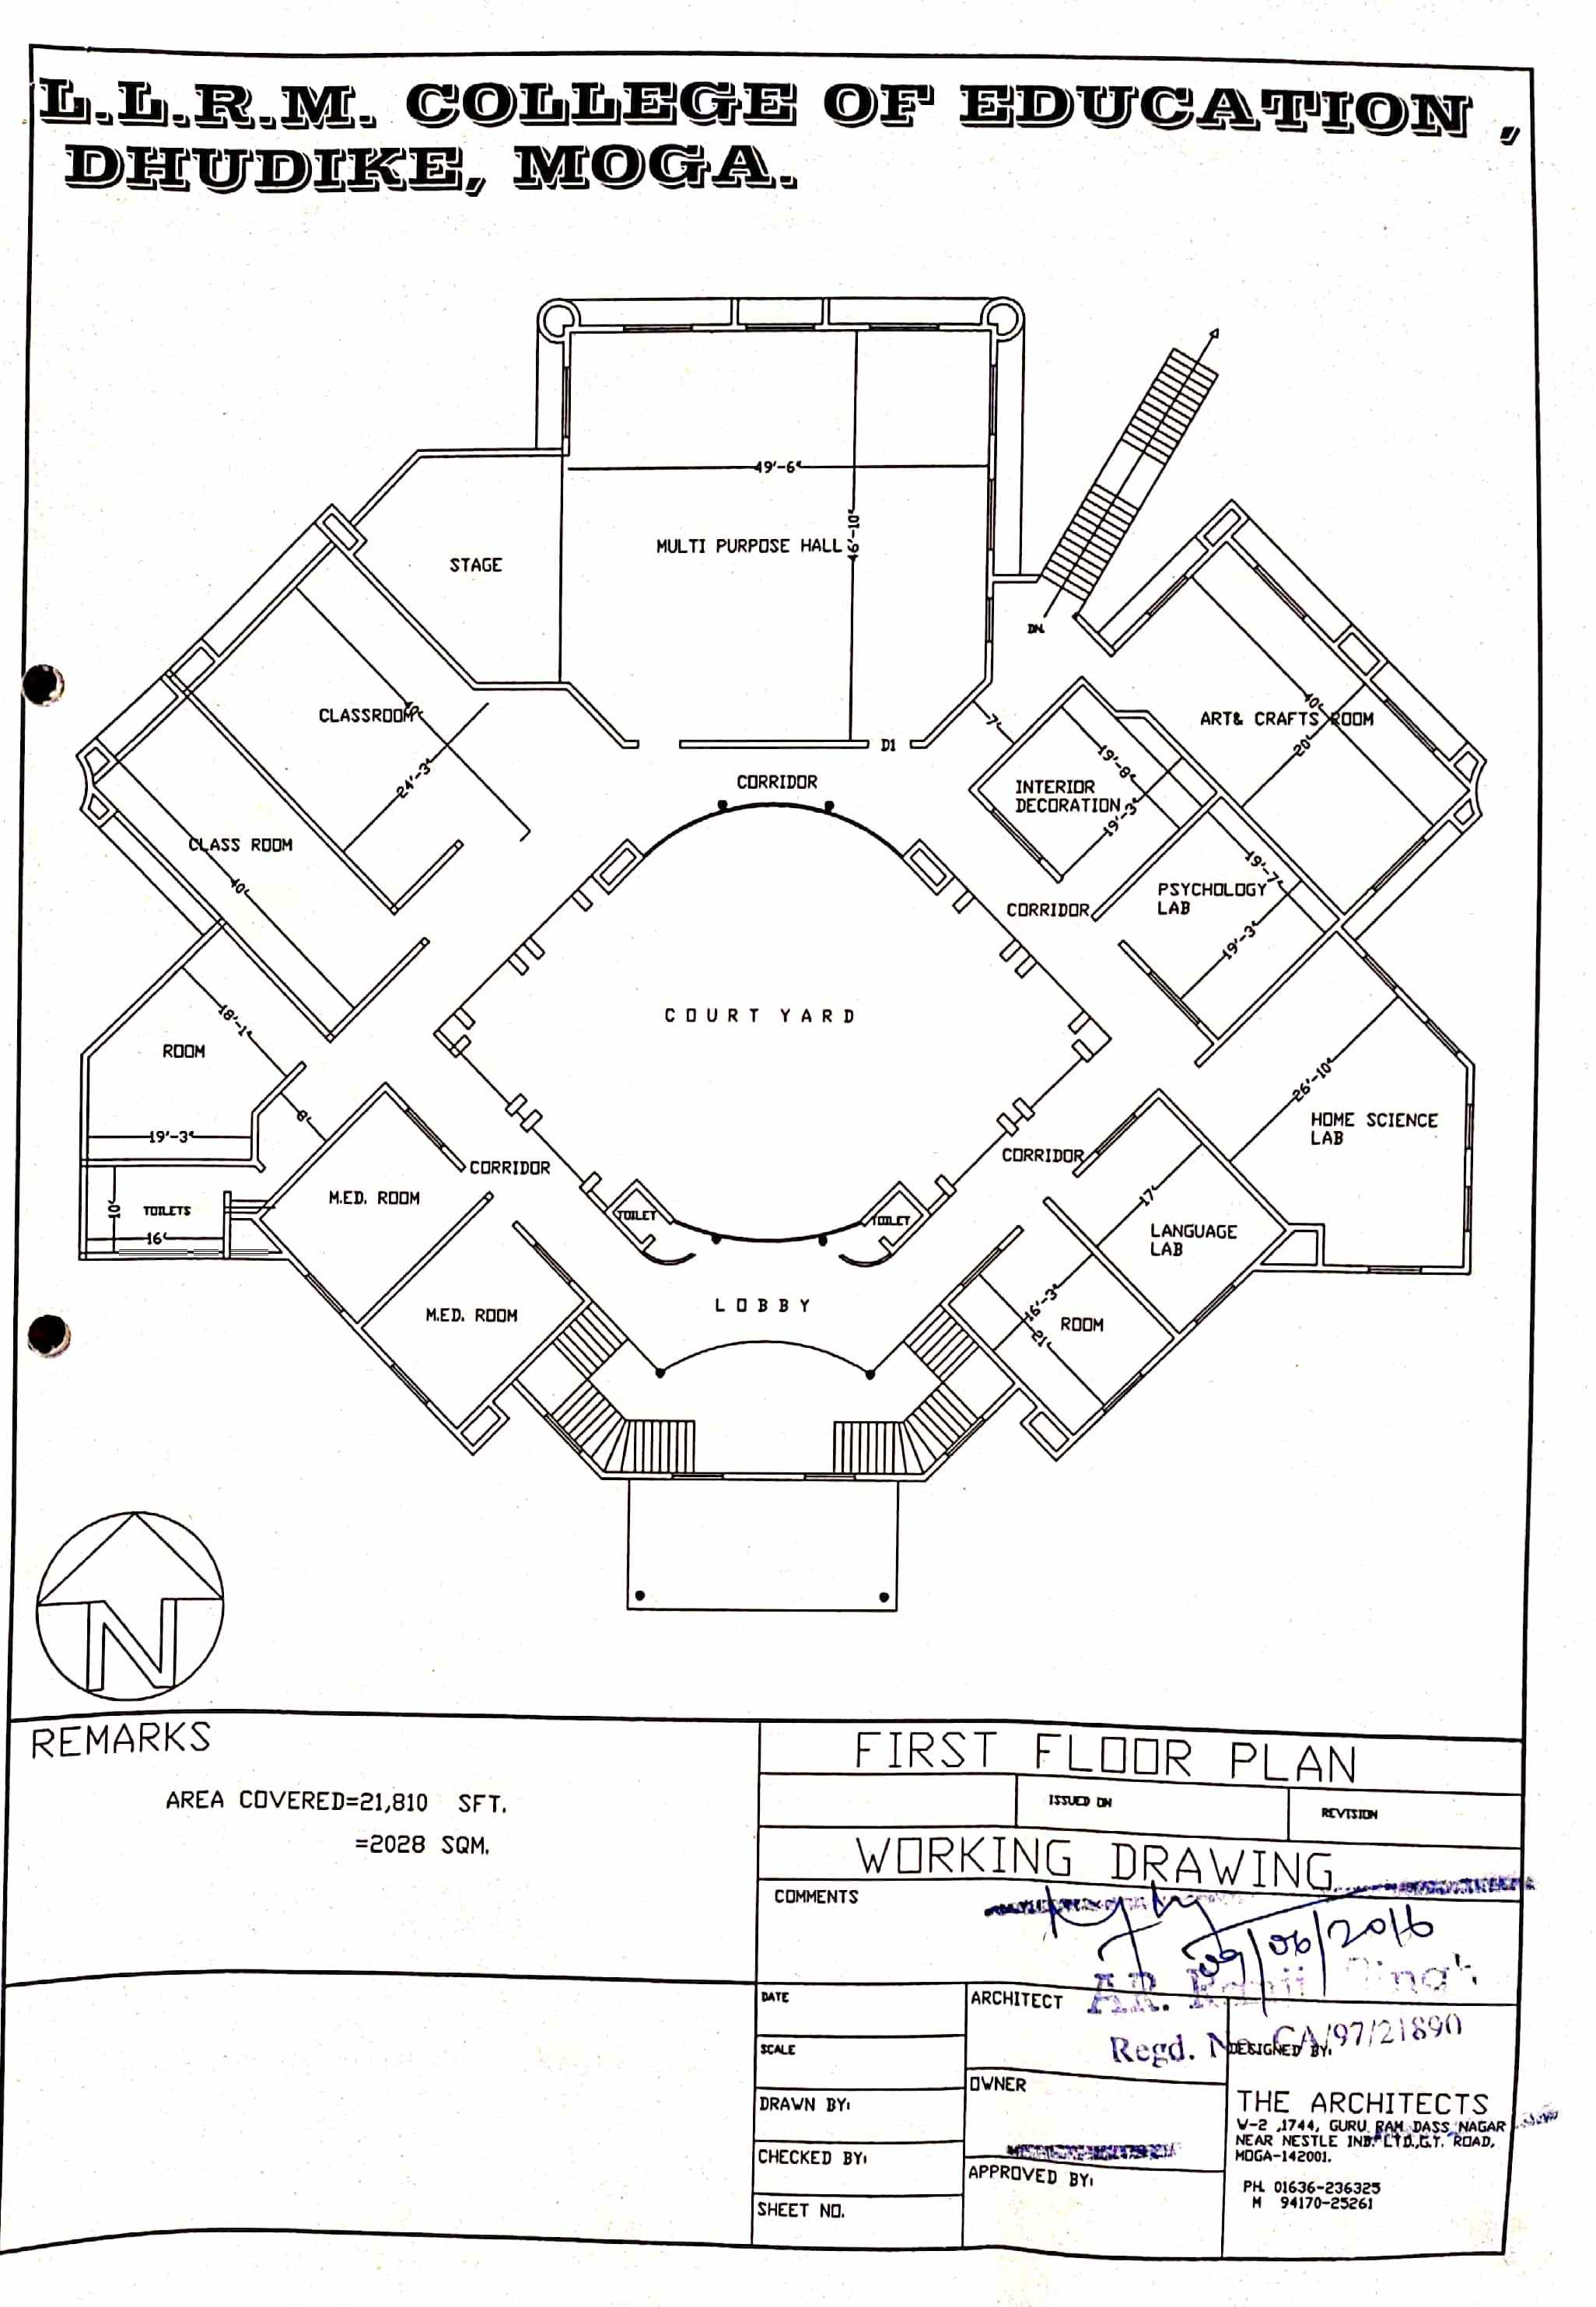 L.L.R.M. COLLEGE OF EDUCATION ,
DHUDIKE, MOGA.
49'-6"
46'-10"
MULTI PURPOSE HALL
STAGE
DN.
CLASSROOM
24'-3"
D1
7'
40'
ART& CRAFTS ROOM
20'
CORRIDOR
19'-8"
INTERIOR
DECORATION
19'-3"
CLASS ROOM
40'
19'-7"
PSYCHOLOGY
LAB
CORRIDOR
19'-3"
COURT YARD
18'-1"
ROOM
19'-3"
8'
26'-10"
HOME SCIENCE
LAB
CORRIDOR
CORRIDOR
M.ED. ROOM
17'
TOILETS
10'
16'
TOILET
TOILET
LANGUAGE
LAB
LOBBY
M.ED. ROOM
16'-3"
ROOM
21'
N
REMARKS
AREA COVERED=21,810 SFT.
=2028 SQM.
FIRST FLOOR PLAN
ISSUED ON
REVISION
WORKING DRAWING
COMMENTS
09/06/2016
DATE
ARCHITECT
A.R.
Regd. No. CA/97/21890
SCALE
DESIGNED BY:
OWNER
DRAWN BY:
THE ARCHITECTS
V-2 ,1744, GURU RAM DASS NAGAR
NEAR NESTLE IND. LTD.,G.T. ROAD,
MOGA-142001.
CHECKED BY:
APPROVED BY:
PH. 01636-236325
M 94170-25261
SHEET NO.